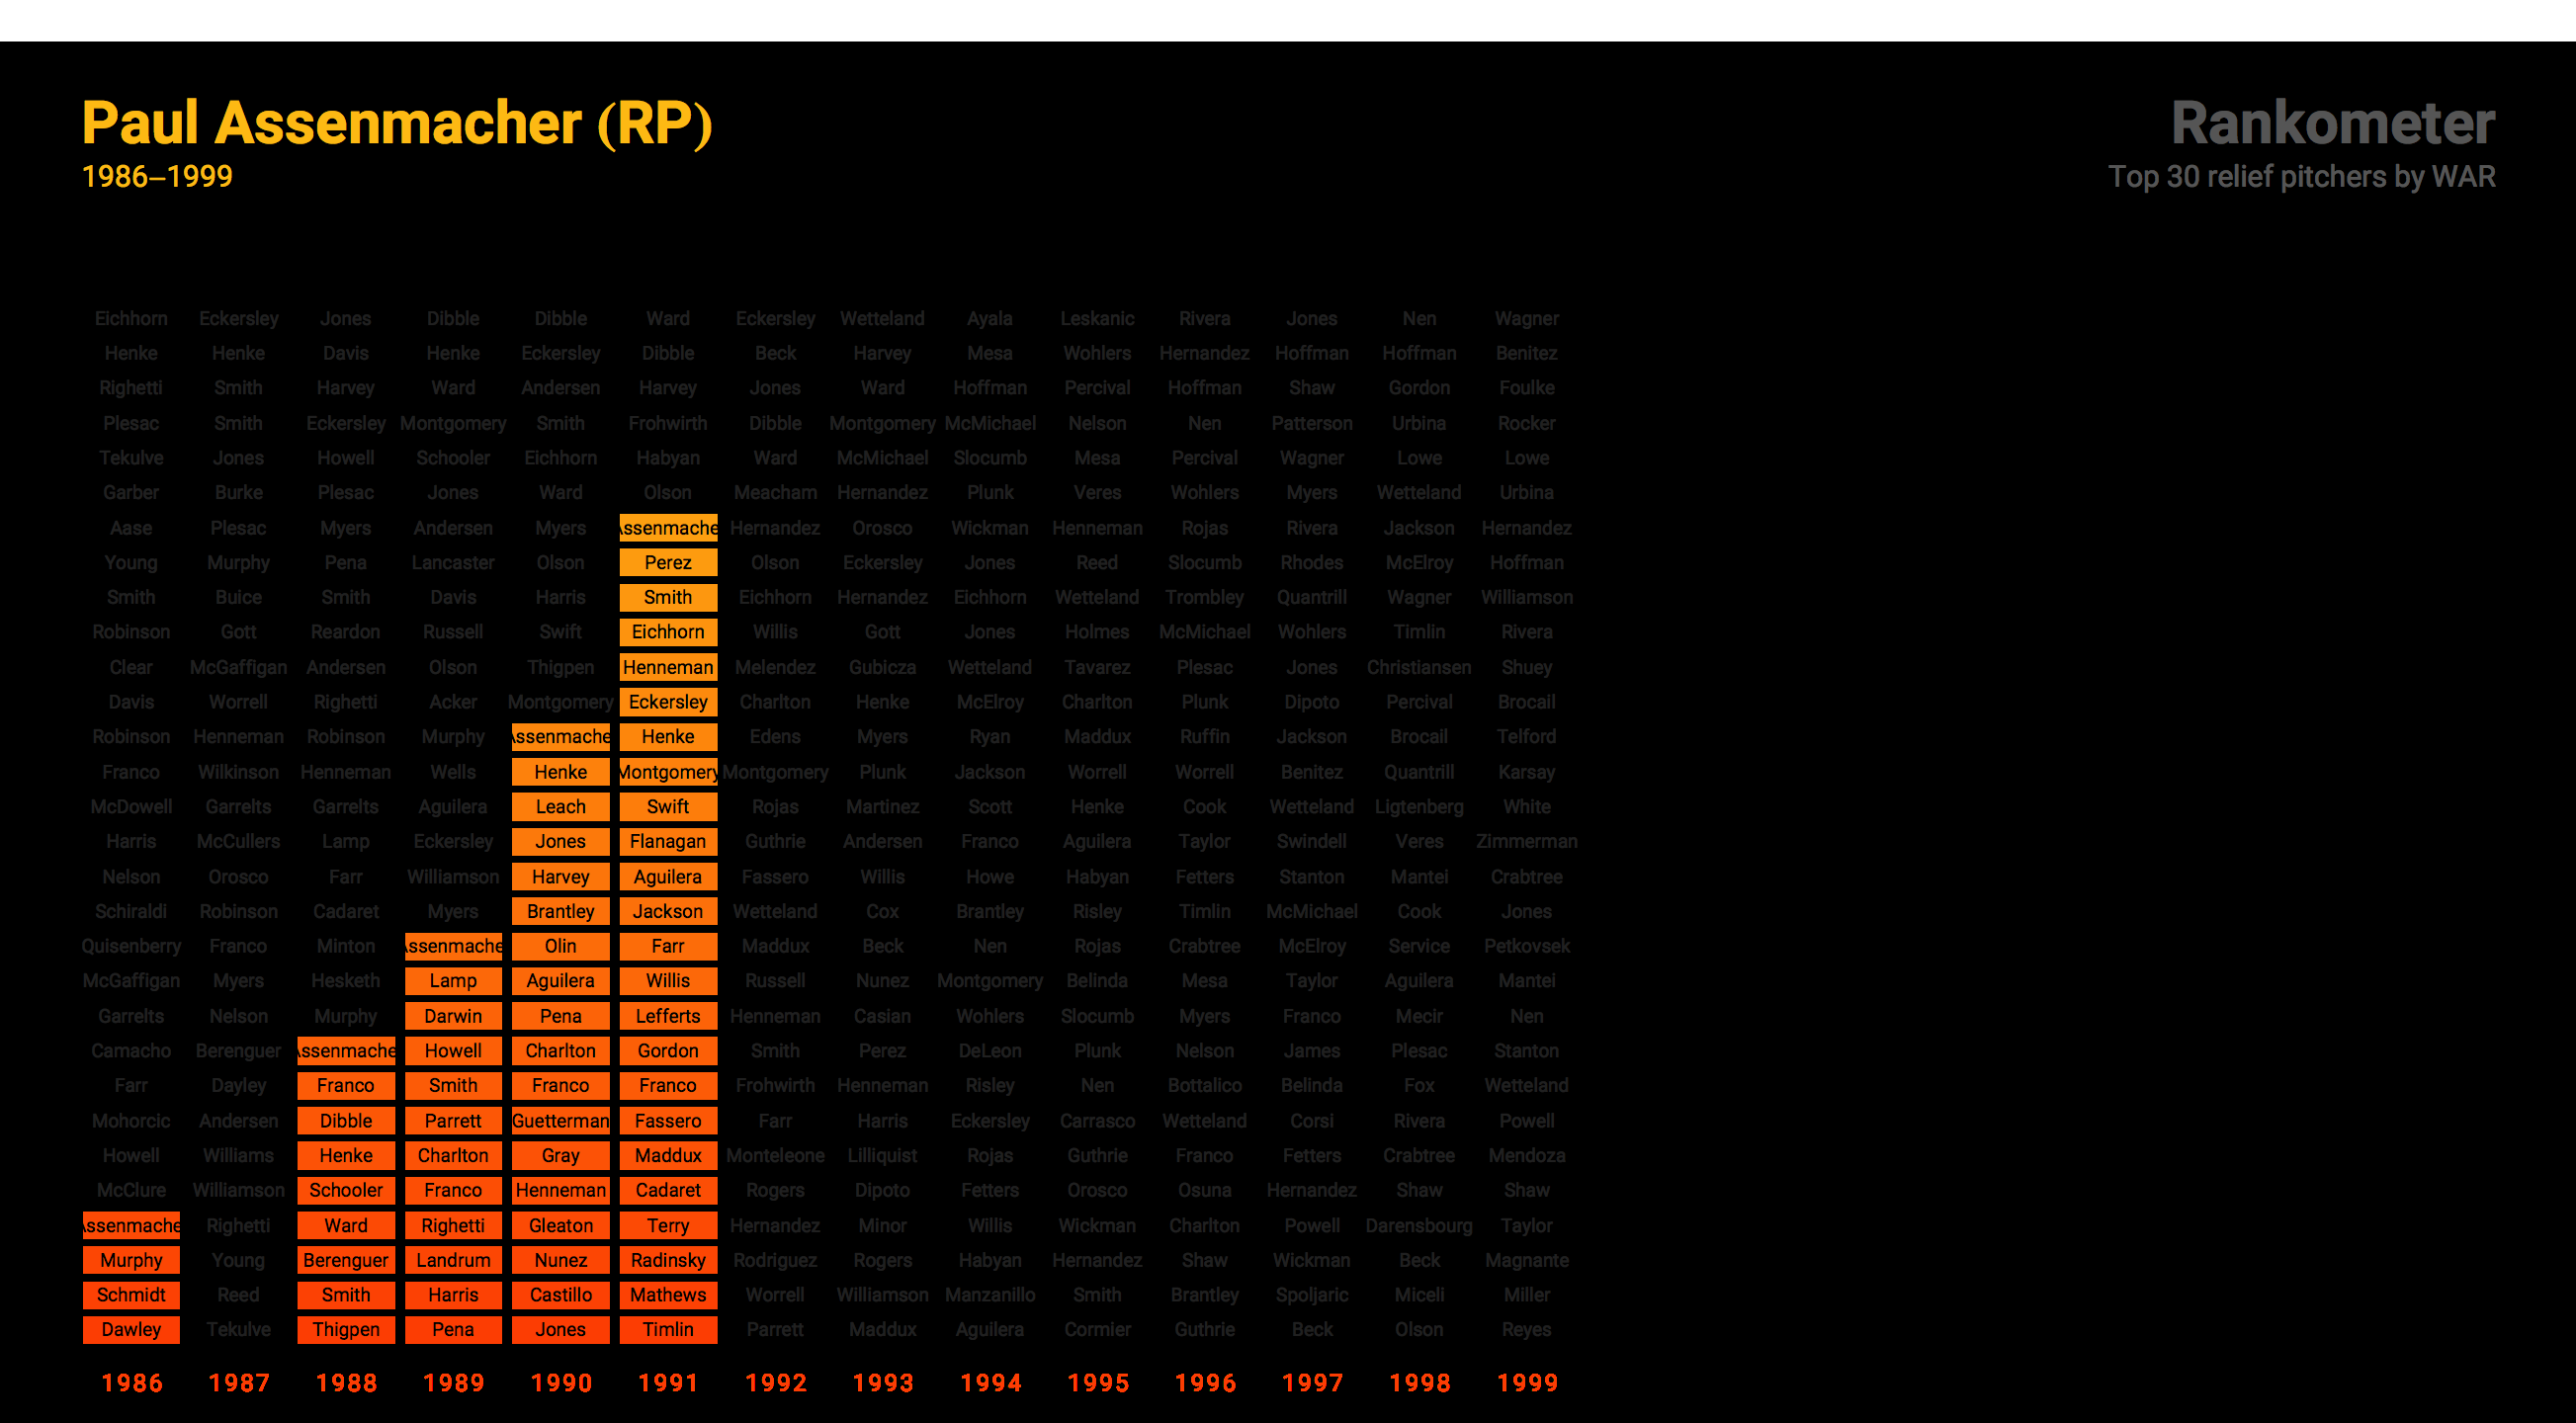 Paul Assenmacher (RP)
1986–1999
Rankometer
Top 30 relief pitchers by WAR
Eichhorn Eckersley Jones Dibble Dibble Ward Eckersley Wetteland Ayala Leskanic Rivera Jones Nen Wagner
Henke Henke Davis Henke Eckersley Dibble Beck Harvey Mesa Wohlers Hernandez Hoffman Hoffman Benitez
Righetti Smith Harvey Ward Andersen Harvey Jones Ward Hoffman Percival Hoffman Shaw Gordon Foulke
Plesac Smith Eckersley Montgomery Smith Frohwirth Dibble Montgomery McMichael Nelson Nen Patterson Urbina Rocker
Tekulve Jones Howell Schooler Eichhorn Habyan Ward McMichael Slocumb Mesa Percival Wagner Lowe Lowe
Garber Burke Plesac Jones Ward Olson Meacham Hernandez Plunk Veres Wohlers Myers Wetteland Urbina
Aase Plesac Myers Andersen Myers Assenmache Hernandez Orosco Wickman Henneman Rojas Rivera Jackson Hernandez
Young Murphy Pena Lancaster Olson Perez Olson Eckersley Jones Reed Slocumb Rhodes McElroy Hoffman
Smith Buice Smith Davis Harris Smith Eichhorn Hernandez Eichhorn Wetteland Trombley Quantrill Wagner Williamson
Robinson Gott Reardon Russell Swift Eichhorn Willis Gott Jones Holmes McMichael Wohlers Timlin Rivera
Clear McGaffigan Andersen Olson Thigpen Henneman Melendez Gubicza Wetteland Tavarez Plesac Jones Christiansen Shuey
Davis Worrell Righetti Acker Montgomery Eckersley Charlton Henke McElroy Charlton Plunk Dipoto Percival Brocail
Robinson Henneman Robinson Murphy Assenmache Henke Edens Myers Ryan Maddux Ruffin Jackson Brocail Telford
Franco Wilkinson Henneman Wells Henke Montgomery Montgomery Plunk Jackson Worrell Worrell Benitez Quantrill Karsay
McDowell Garrelts Garrelts Aguilera Leach Swift Rojas Martinez Scott Henke Cook Wetteland Ligtenberg White
Harris McCullers Lamp Eckersley Jones Flanagan Guthrie Andersen Franco Aguilera Taylor Swindell Veres Zimmerman
Nelson Orosco Farr Williamson Harvey Aguilera Fassero Willis Howe Habyan Fetters Stanton Mantei Crabtree
Schiraldi Robinson Cadaret Myers Brantley Jackson Wetteland Cox Brantley Risley Timlin McMichael Cook Jones
Quisenberry Franco Minton Assenmache Olin Farr Maddux Beck Nen Rojas Crabtree McElroy Service Petkovsek
McGaffigan Myers Hesketh Lamp Aguilera Willis Russell Nunez Montgomery Belinda Mesa Taylor Aguilera Mantei
Garrelts Nelson Murphy Darwin Pena Lefferts Henneman Casian Wohlers Slocumb Myers Franco Mecir Nen
Camacho Berenguer Assenmache Howell Charlton Gordon Smith Perez DeLeon Plunk Nelson James Plesac Stanton
Farr Dayley Franco Smith Franco Franco Frohwirth Henneman Risley Nen Bottalico Belinda Fox Wetteland
Mohorcic Andersen Dibble Parrett Guetterman Fassero Farr Harris Eckersley Carrasco Wetteland Corsi Rivera Powell
Howell Williams Henke Charlton Gray Maddux Monteleone Lilliquist Rojas Guthrie Franco Fetters Crabtree Mendoza
McClure Williamson Schooler Franco Henneman Cadaret Rogers Dipoto Fetters Orosco Osuna Hernandez Shaw Shaw
Assenmache Righetti Ward Righetti Gleaton Terry Hernandez Minor Willis Wickman Charlton Powell Darensbourg Taylor
Murphy Young Berenguer Landrum Nunez Radinsky Rodriguez Rogers Habyan Hernandez Shaw Wickman Beck Magnante
Schmidt Reed Smith Harris Castillo Mathews Worrell Williamson Manzanillo Smith Brantley Spoljaric Miceli Miller
Dawley Tekulve Thigpen Pena Jones Timlin Parrett Maddux Aguilera Cormier Guthrie Beck Olson Reyes
1986 1987 1988 1989 1990 1991 1992 1993 1994 1995 1996 1997 1998 1999